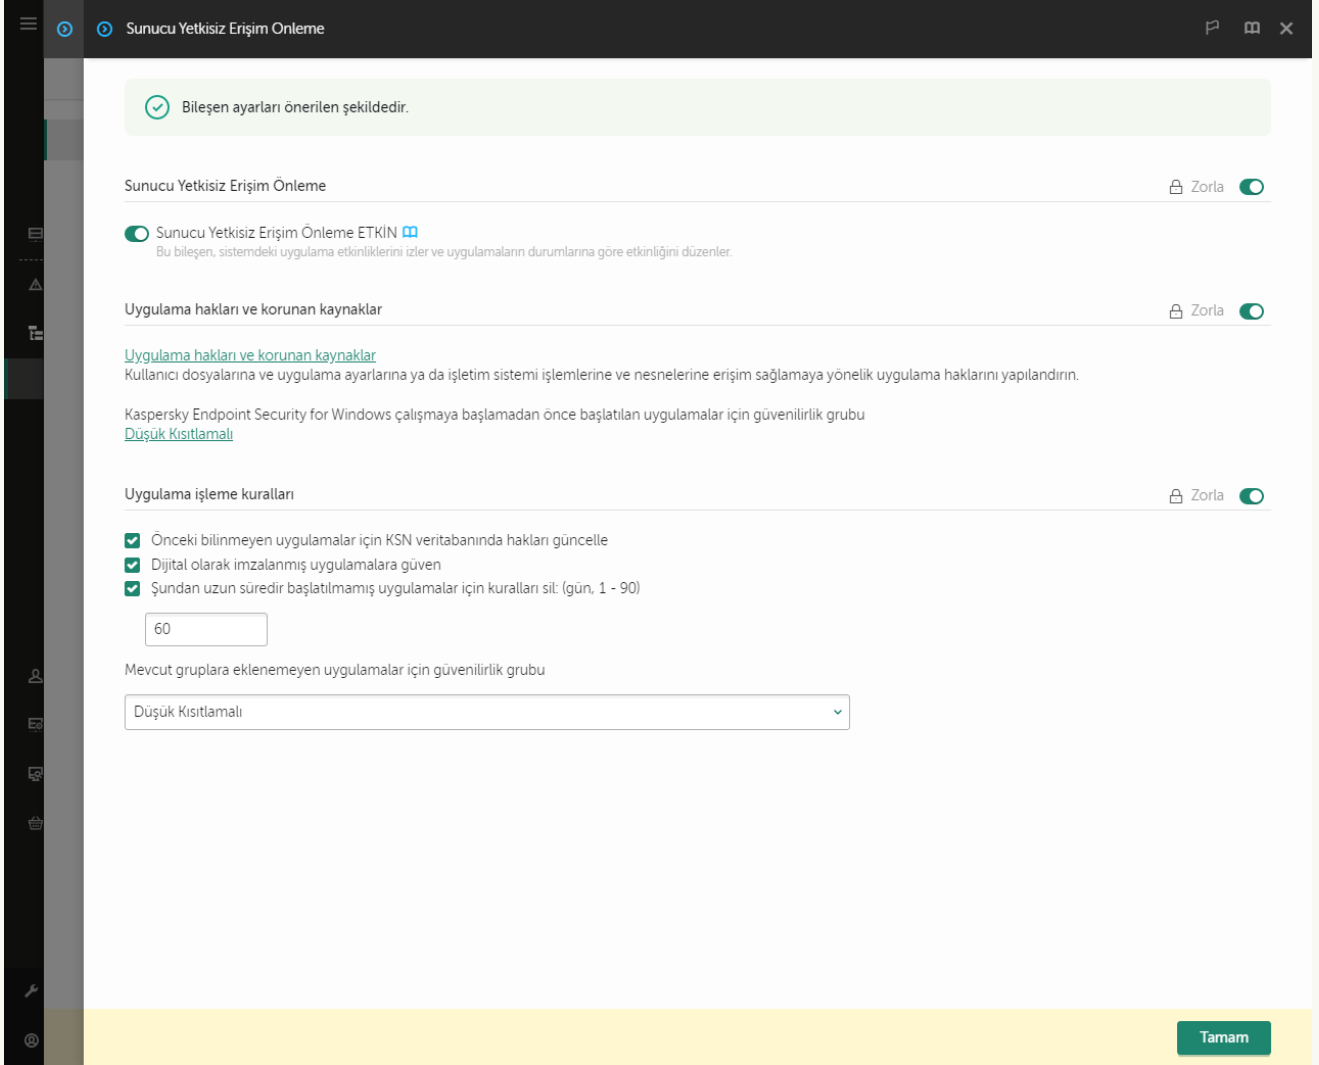 Sunucu Yetkisiz Erişim Önleme
Bileşen ayarları önerilen şekildedir.
Sunucu Yetkisiz Erişim Önleme
Zorla
Sunucu Yetkisiz Erişim Önleme ETKİN
Bu bileşen, sistemdeki uygulama etkinliklerini izler ve uygulamaların durumlarına göre etkinliğini düzenler.
Uygulama hakları ve korunan kaynaklar
Zorla
Uygulama hakları ve korunan kaynaklar
Kullanıcı dosyalarına ve uygulama ayarlarına ya da işletim sistemi işlemlerine ve nesnelerine erişim sağlamaya yönelik uygulama haklarını yapılandırın.
Kaspersky Endpoint Security for Windows çalışmaya başlamadan önce başlatılan uygulamalar için güvenilirlik grubu
Düşük Kısıtlamalı
Uygulama işleme kuralları
Zorla
Önceki bilinmeyen uygulamalar için KSN veritabanında hakları güncelle
Dijital olarak imzalanmış uygulamalara güven
Şundan uzun süredir başlatılmamış uygulamalar için kuralları sil: (gün, 1 - 90)
60
Mevcut gruplara eklenemeyen uygulamalar için güvenilirlik grubu
Düşük Kısıtlamalı
Tamam